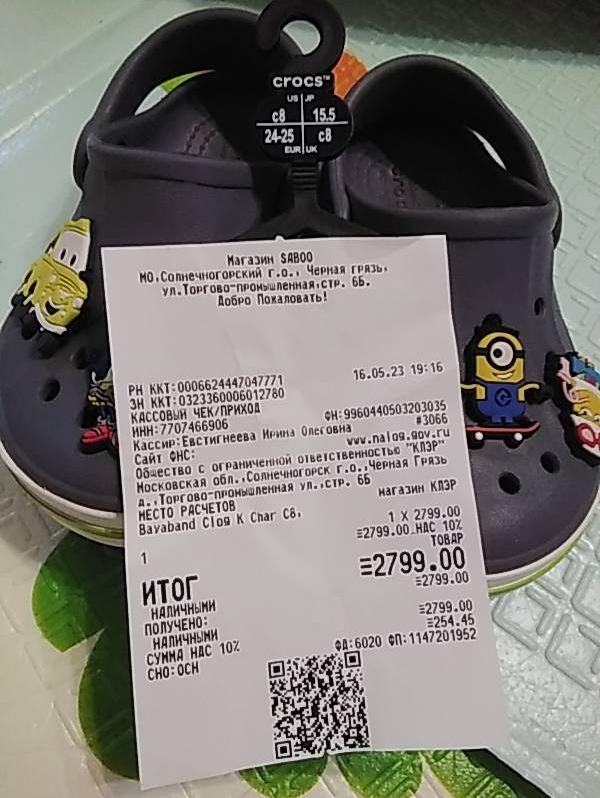 crocs™
US JP
c8 15.5
24-25 c8
EUR UK
Магазин SABOO
МО,Солнечногорский г.о., Черная грязь,
ул.Торгово-промышленная,стр. 6Б.
Добро Пожаловать!
РН ККТ:0006624447047771 16.05.23 19:16
ЗН ККТ:0323360006012780
КАССОВЫЙ ЧЕК/ПРИХОД ФН:9960440503203035
ИНН:7707466906 #3066
Кассир:Евстигнеева Ирина Олеговна
Сайт ФНС: www.nalog.gov.ru
Общество с ограниченной ответственностью "КЛЭР"
Московская обл.,Солнечногорск г.о.,Черная Грязь
д.,Торгово-промышленная ул.,стр. 6Б
МЕСТО РАСЧЕТОВ магазин КЛЭР
Bayaband Clog K Char C8,
1 X 2799.00
≡2799.00_НДС 10%
1 ТОВАР
ИТОГ ≡2799.00
НАЛИЧНЫМИ ≡2799.00
ПОЛУЧЕНО:
НАЛИЧНЫМИ ≡2799.00
СУММА НДС 10% ≡254.45
СНО:ОСН ФД:6020 ФП:1147201952